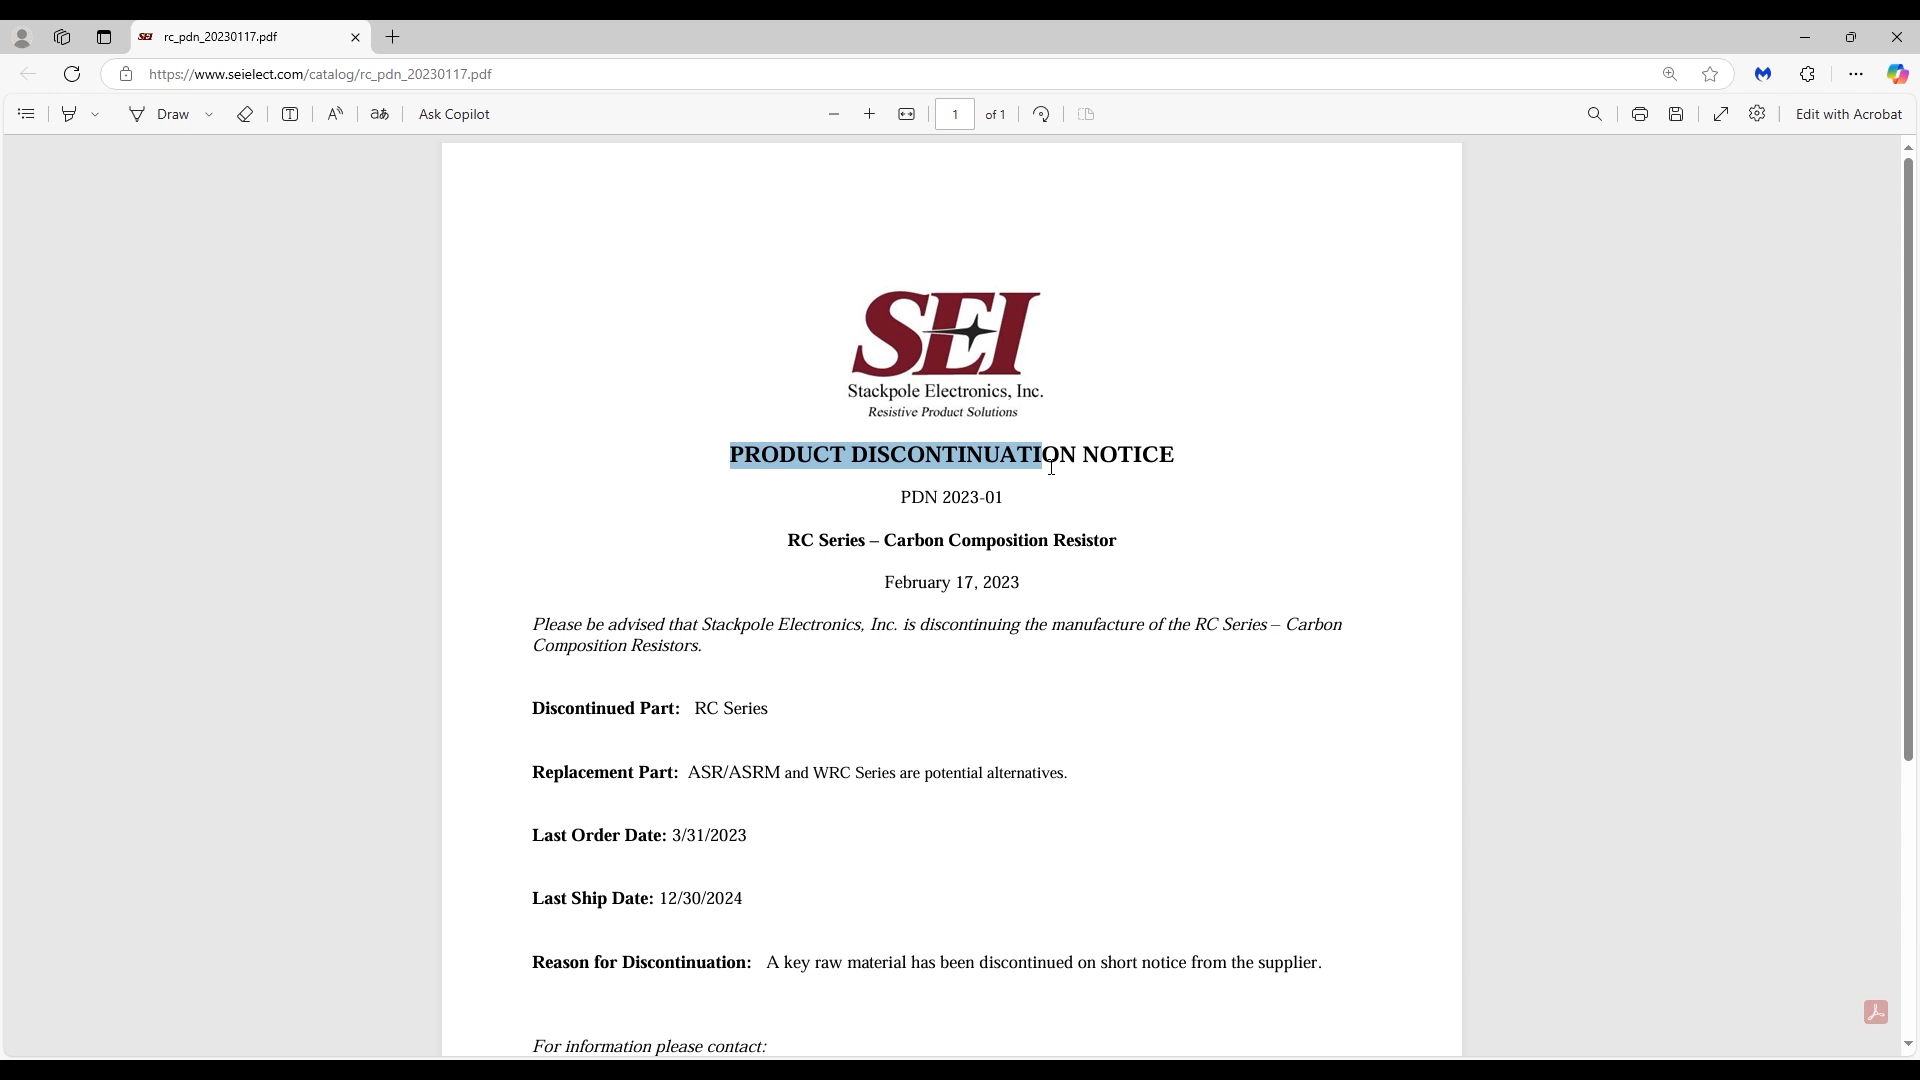 rc_pdn_20230117.pdf
https://www.seielect.com/catalog/rc_pdn_20230117.pdf
Draw
aあ
Ask Copilot
1
of 1
Edit with Acrobat
SEI
Stackpole Electronics, Inc.
Resistive Product Solutions
PRODUCT DISCONTINUATION NOTICE
PDN 2023-01
RC Series – Carbon Composition Resistor
February 17, 2023
Please be advised that Stackpole Electronics, Inc. is discontinuing the manufacture of the RC Series – Carbon
Composition Resistors.
Discontinued Part: RC Series
Replacement Part: ASR/ASRM and WRC Series are potential alternatives.
Last Order Date: 3/31/2023
Last Ship Date: 12/30/2024
Reason for Discontinuation: A key raw material has been discontinued on short notice from the supplier.
For information please contact: